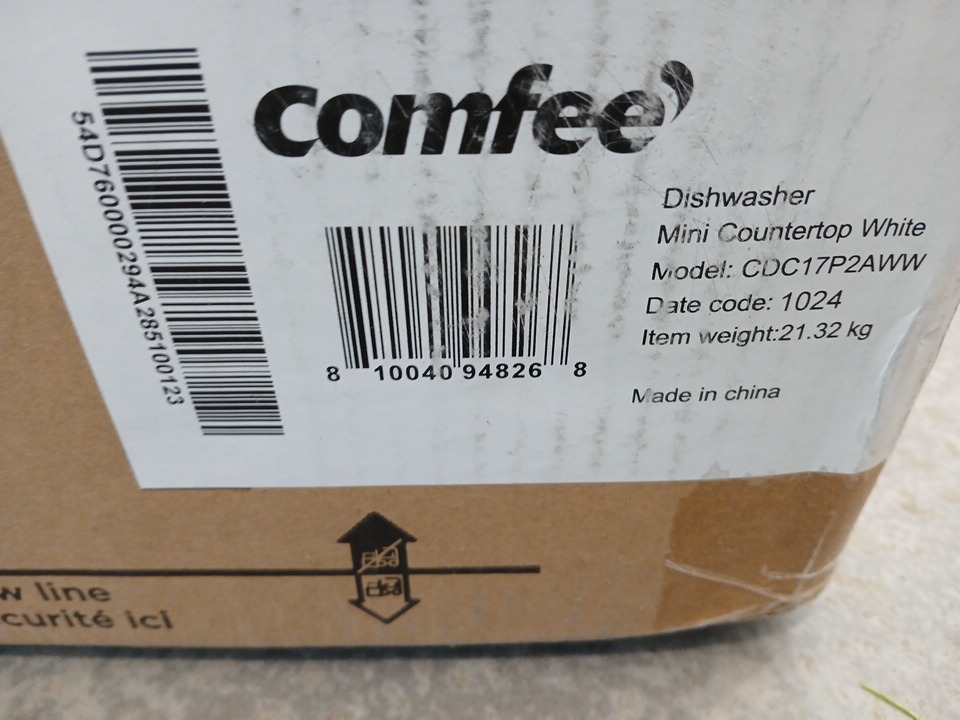 comfee'
54D7600000294A285100123
8 10040 94826 8
Dishwasher
Mini Countertop White
Model: CDC17P2AWW
Date code: 1024
Item weight:21.32 kg
Made in china
w line
curité ici